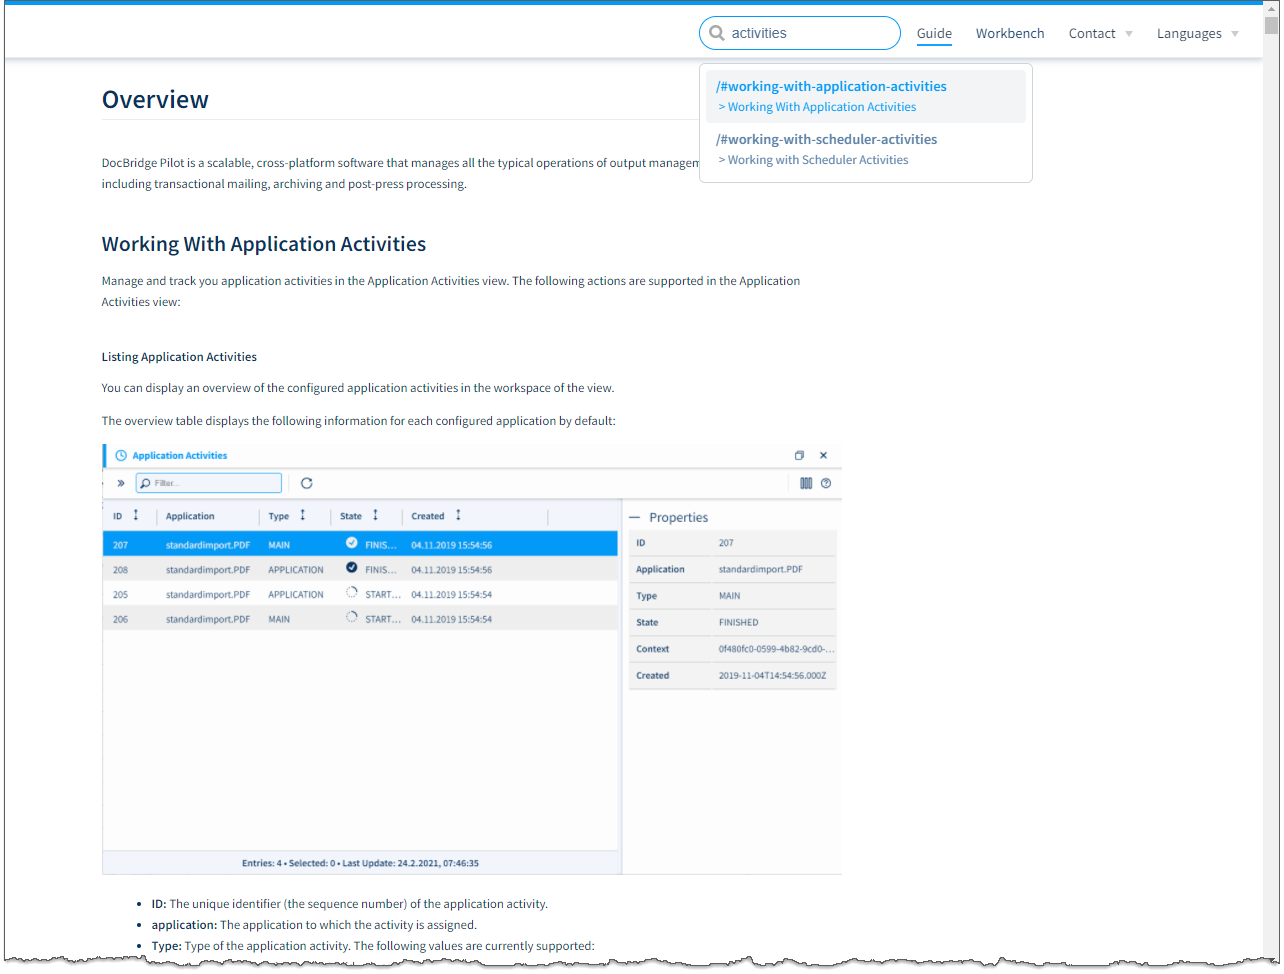 activities
Guide
Workbench
Contact
Languages
/#working-with-application-activities
> Working With Application Activities
/#working-with-scheduler-activities
> Working with Scheduler Activities
Overview
DocBridge Pilot is a scalable, cross-platform software that manages all the typical operations of output
including transactional mailing, archiving and post-press processing.
Working With Application Activities
Manage and track you application activities in the Application Activities view. The following actions are supported in the Application
Activities view:
Listing Application Activities
You can display an overview of the configured application activities in the workspace of the view.
The overview table displays the following information for each configured application by default:
Application Activities
Filter...
ID Application Type State Created
207 standardimport.PDF MAIN FINIS... 04.11.2019 15:54:56
208 standardimport.PDF APPLICATION FINIS... 04.11.2019 15:54:56
205 standardimport.PDF APPLICATION START... 04.11.2019 15:54:54
206 standardimport.PDF MAIN START... 04.11.2019 15:54:54
Entries: 4 • Selected: 0 • Last Update: 24.2.2021, 07:46:35
Properties
ID 207
Application standardimport.PDF
Type MAIN
State FINISHED
Context 0f480fc0-0599-4b82-9cd0-...
Created 2019-11-04T14:54:56.000Z
• ID: The unique identifier (the sequence number) of the application activity.
• application: The application to which the activity is assigned.
• Type: Type of the application activity. The following values are currently supported: